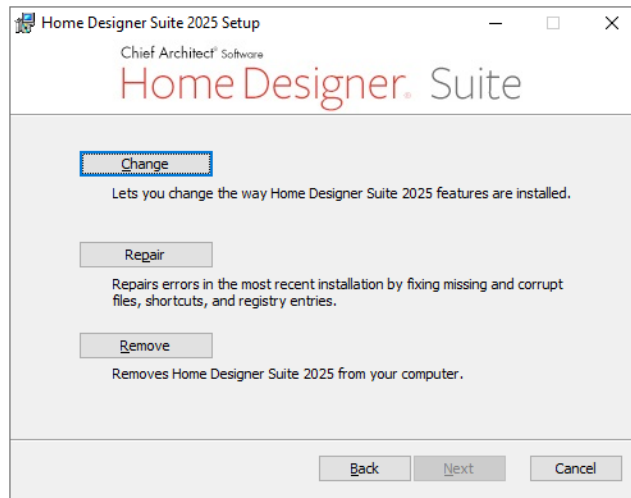 Home Designer Suite 2025 Setup
Chief Architect® Software
Home Designer® Suite
Change
Lets you change the way Home Designer Suite 2025 features are installed.
Repair
Repairs errors in the most recent installation by fixing missing and corrupt
files, shortcuts, and registry entries.
Remove
Removes Home Designer Suite 2025 from your computer.
Back Next Cancel